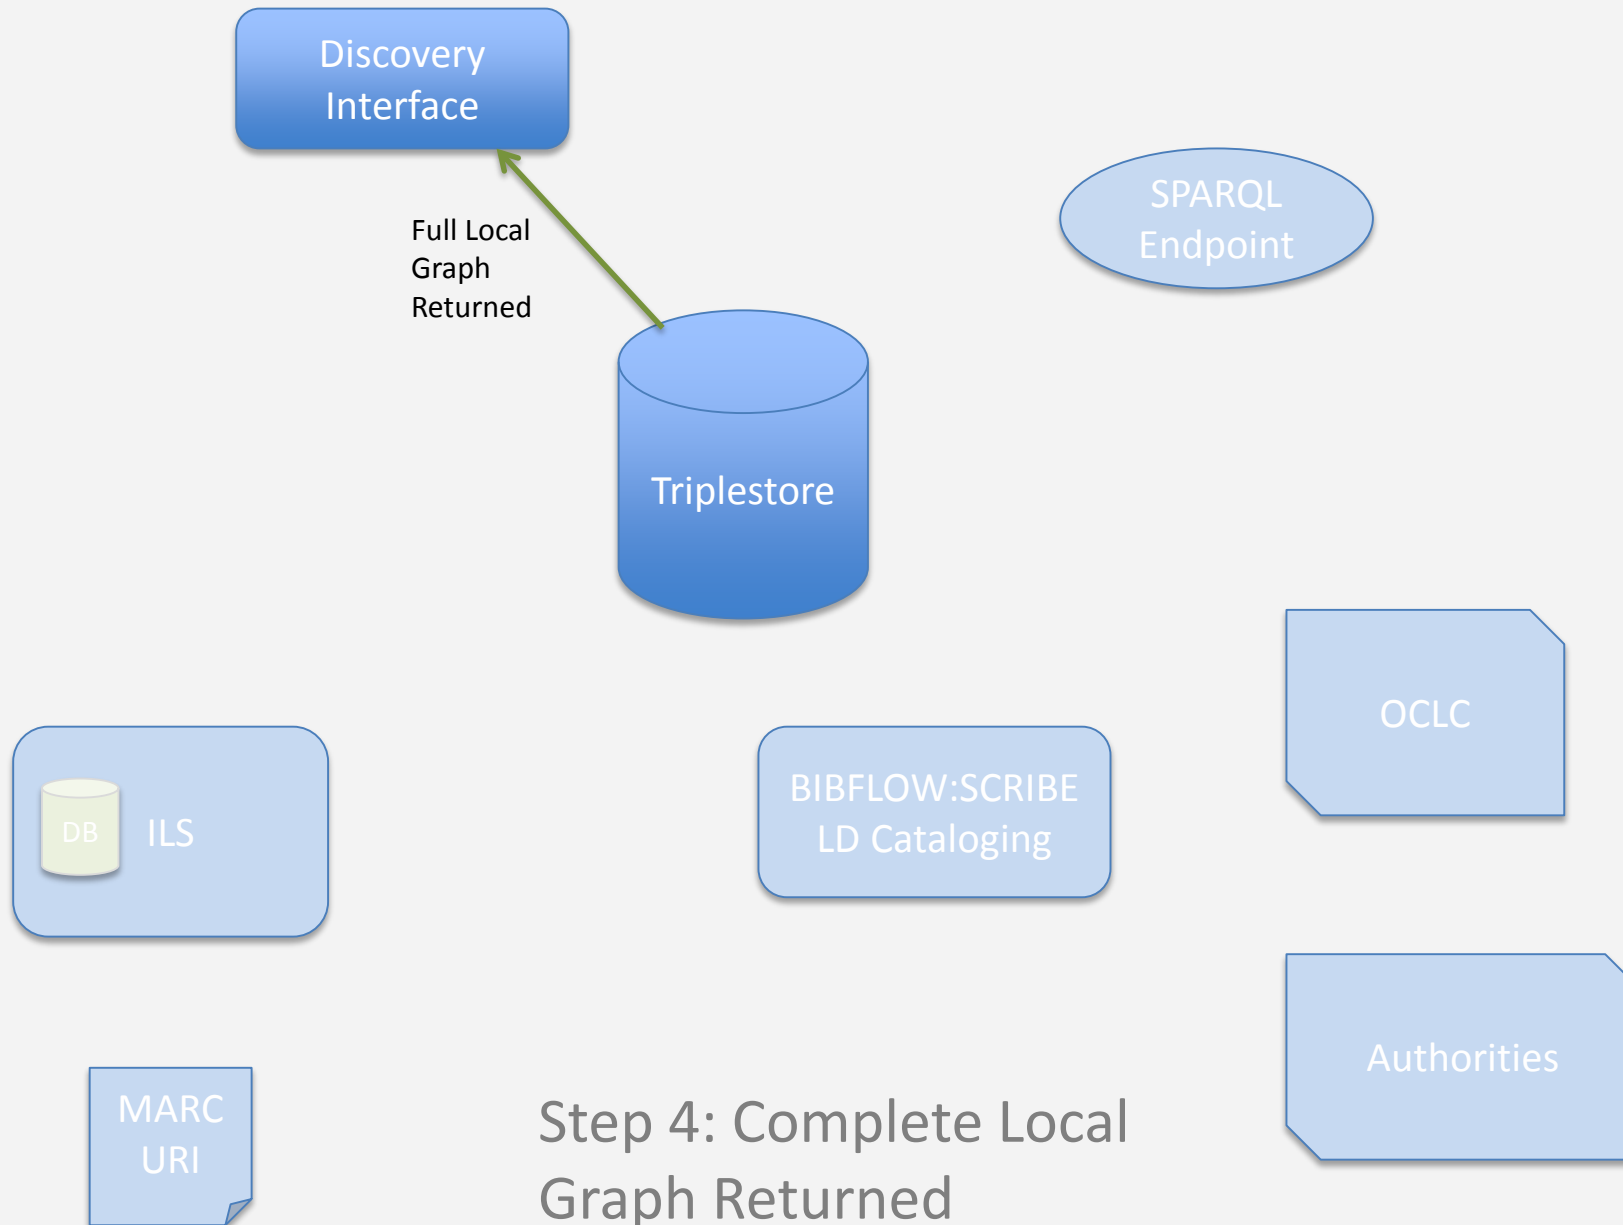 Discovery
Interface
SPARQL
Endpoint
Full Local
Graph
Returned
Triplestore
OCLC
BIBFLOW:SCRIBE
LD Cataloging
DB
ILS
Authorities
MARC
URI
Step 4: Complete Local
Graph Returned